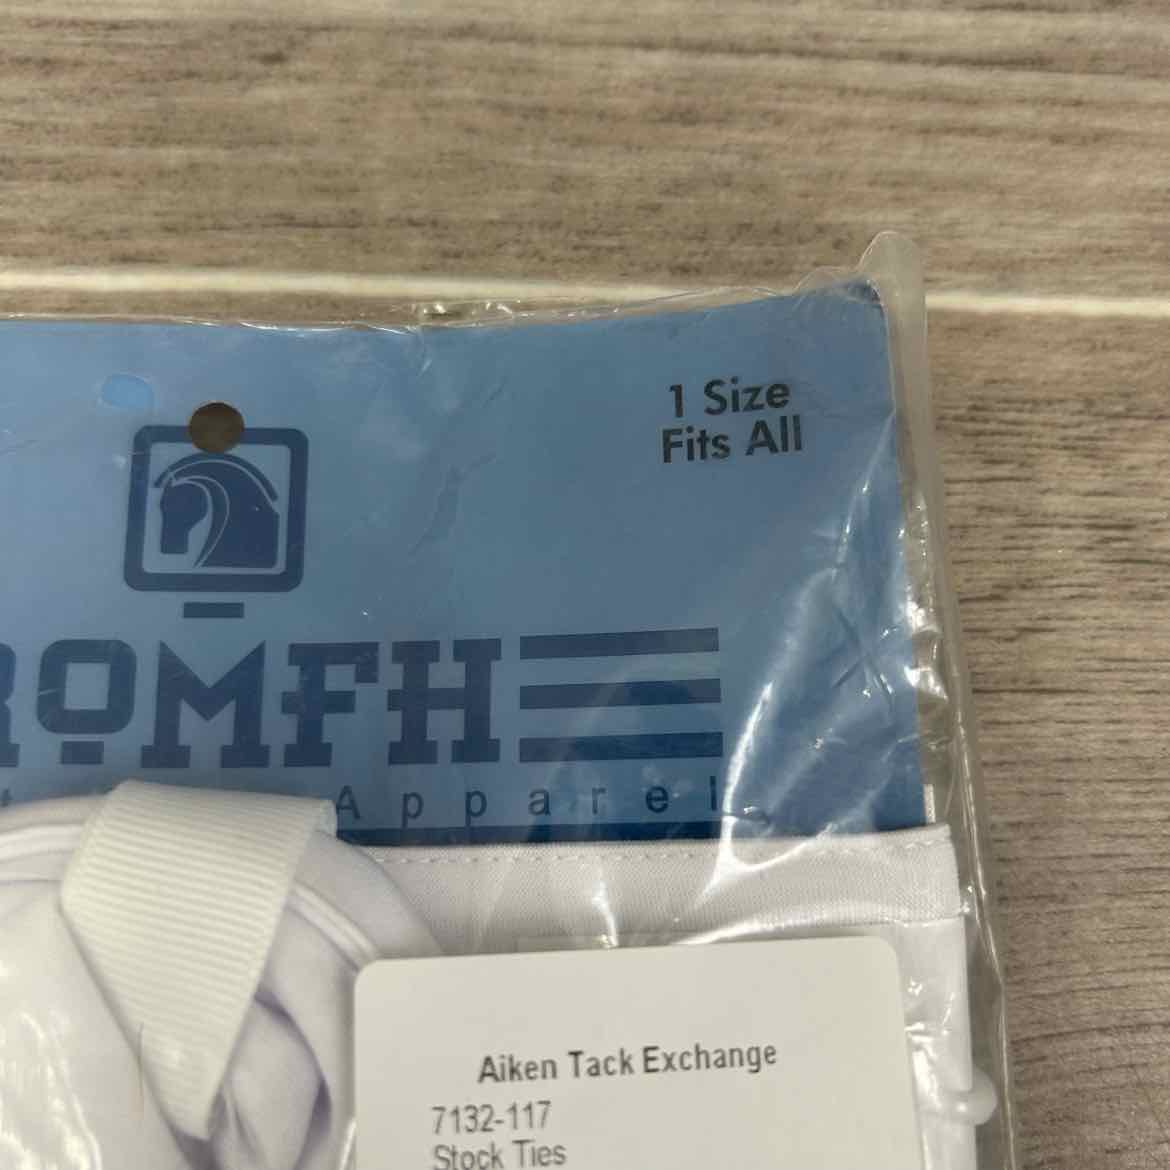 1 Size
Fits All
ROMFH
Apparel
Aiken Tack Exchange
7132-117
Stock Ties